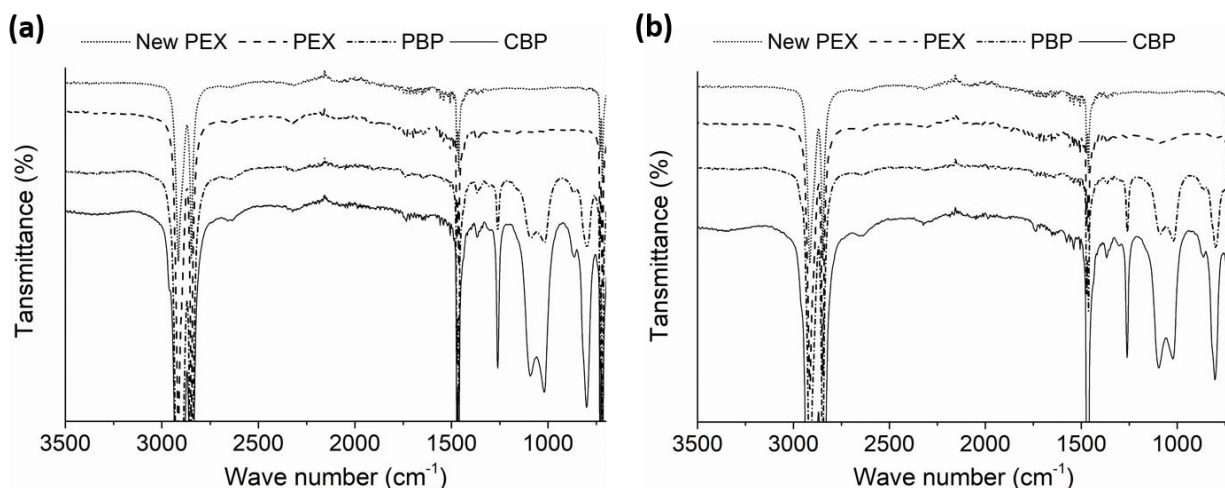 (a)
New PEX PEX PBP CBP
Tansmittance (%)
3500 3000 2500 2000 1500 1000
Wave number (cm-1)
(b)
New PEX PEX PBP CBP
Tansmittance (%)
3500 3000 2500 2000 1500 1000
Wave number (cm-1)